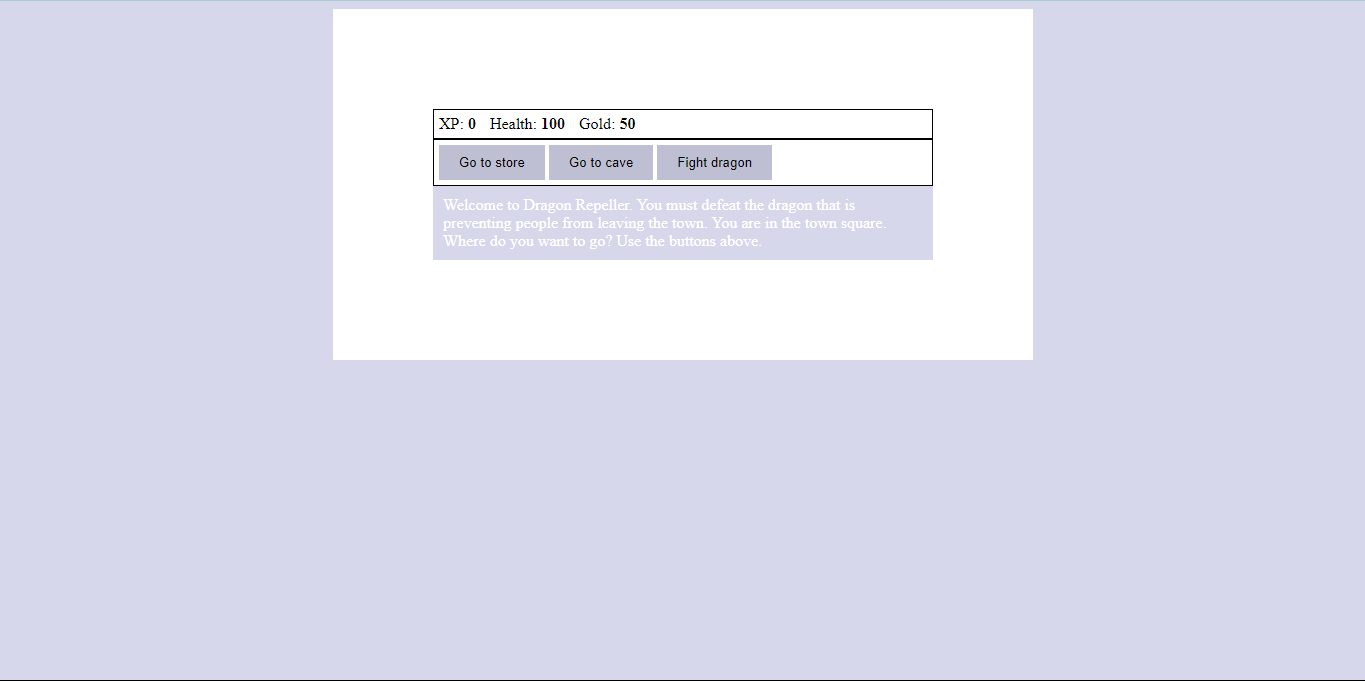 XP: 0 Health: 100 Gold: 50
Go to store Go to cave Fight dragon
Welcome to Dragon Repeller. You must defeat the dragon that is
preventing people from leaving the town. You are in the town square.
Where do you want to go? Use the buttons above.